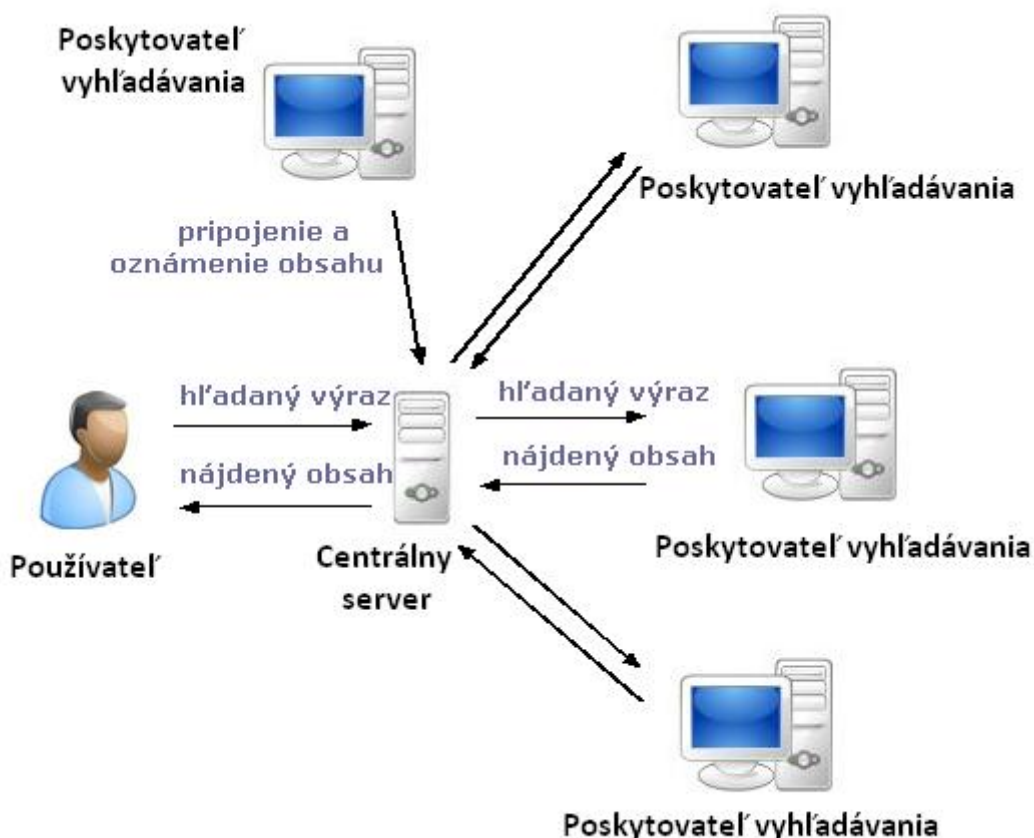 Poskytovateľ
vyhľadávania
Poskytovateľ vyhľadávania
pripojenie a
oznámenie obsahu
hľadaný výraz
hľadaný výraz
nájdený obsah
nájdený obsah
Používateľ
Centrálny
server
Poskytovateľ vyhľadávania
Poskytovateľ vyhľadávania